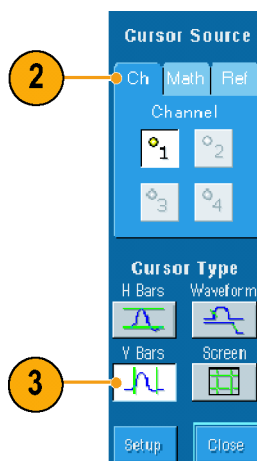 Cursor Source
2
Ch Math Ref
Channel
1 2
3 4
Cursor Type
H Bars Waveform
V Bars Screen
3
Setup Close